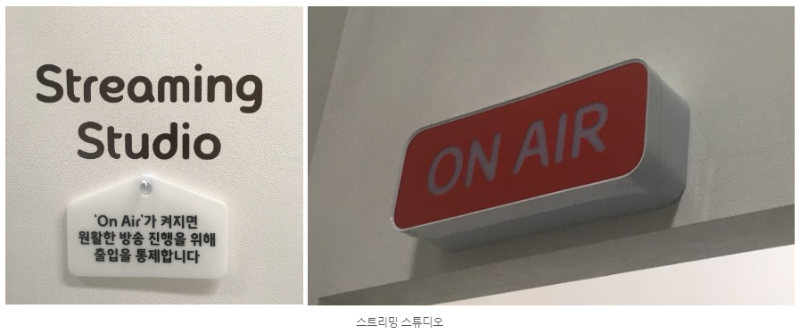 Streaming
Studio
'On Air'가 켜지면
원활한 방송 진행을 위해
출입을 통제합니다
ON AIR
스트리밍 스튜디오